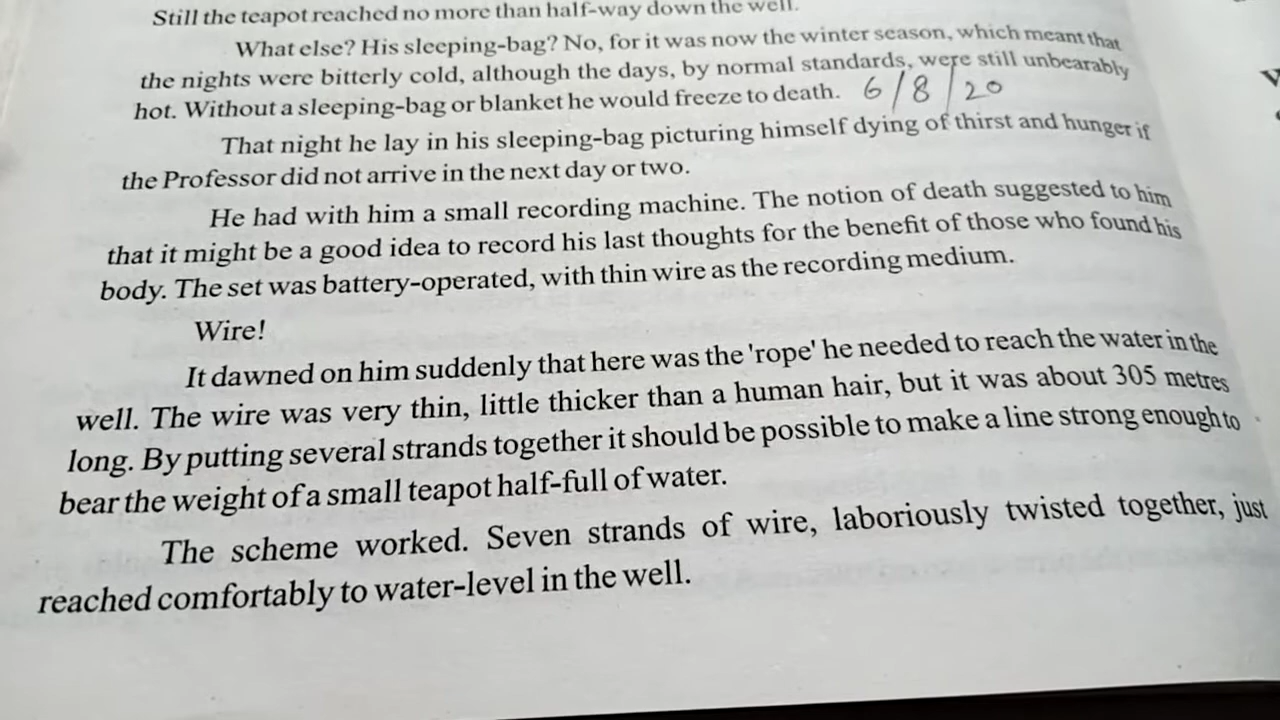 Still the teapot reached no more than half-way down the well.
What else? His sleeping-bag? No, for it was now the winter season, which meant that
the nights were bitterly cold, although the days, by normal standards, were still unbearably
hot. Without a sleeping-bag or blanket he would freeze to death. 6/8/20
That night he lay in his sleeping-bag picturing himself dying of thirst and hunger if
the Professor did not arrive in the next day or two.
He had with him a small recording machine. The notion of death suggested to him
that it might be a good idea to record his last thoughts for the benefit of those who found his
body. The set was battery-operated, with thin wire as the recording medium.
Wire!
It dawned on him suddenly that here was the 'rope' he needed to reach the water in the
well. The wire was very thin, little thicker than a human hair, but it was about 305 metres
long. By putting several strands together it should be possible to make a line strong enough to
bear the weight of a small teapot half-full of water.
The scheme worked. Seven strands of wire, laboriously twisted together, just
reached comfortably to water-level in the well.